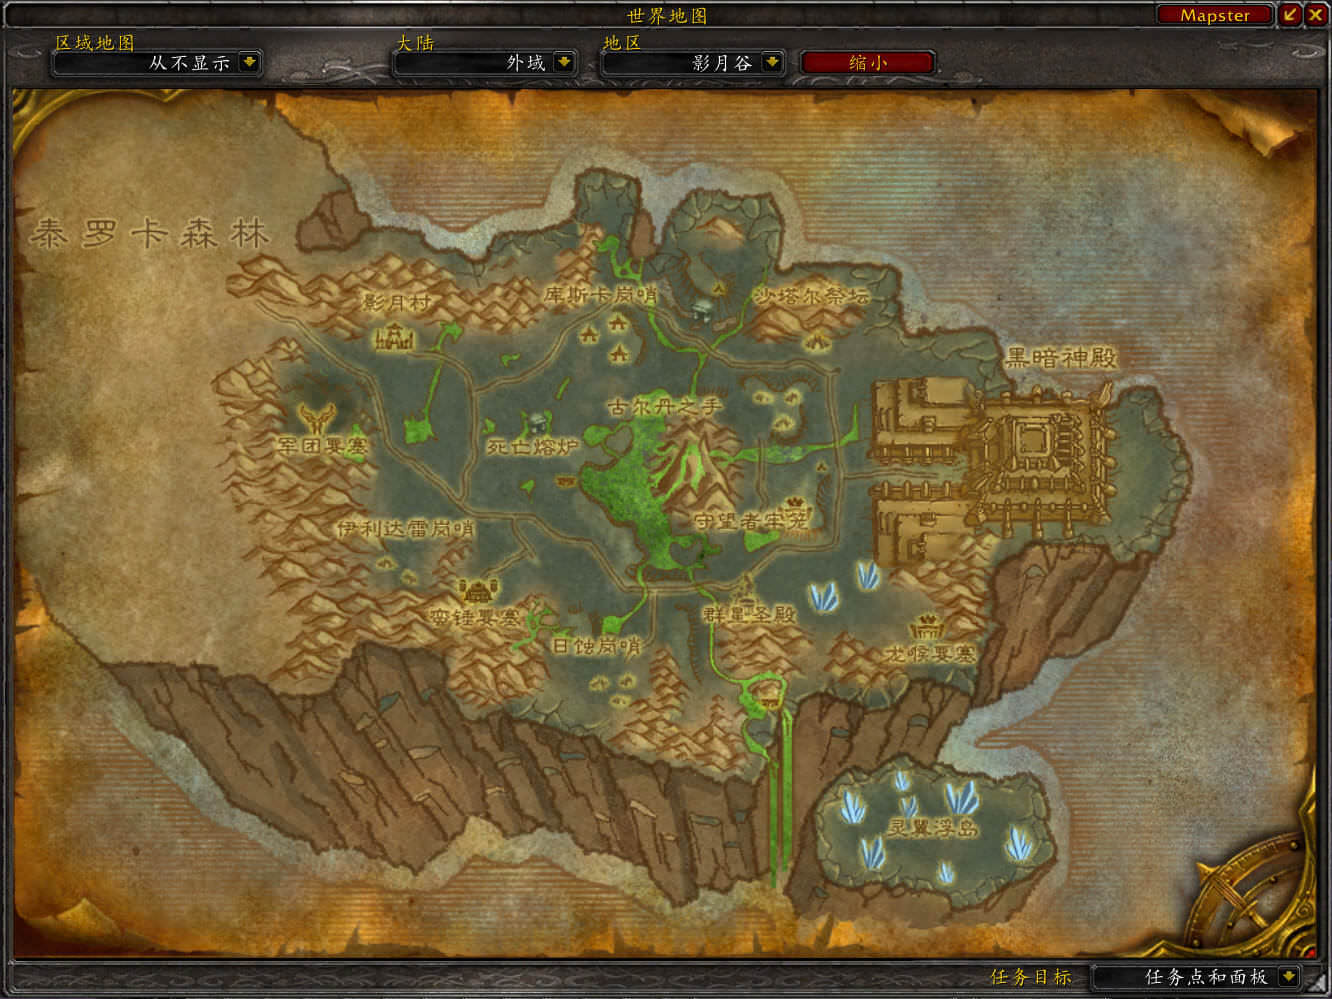 世界地图
Mapster
区域地图
大陆
地区
从不显示
外域
影月谷
缩小
泰罗卡森林
影月村
库斯卡岗哨
沙塔尔祭坛
黑暗神殿
古尔丹之手
军团要塞
死亡熔炉
伊利达雷岗哨
守望者牢笼
蛮锤要塞
群星圣殿
日蚀岗哨
龙喉要塞
灵翼浮岛
任务目标
任务点和面板